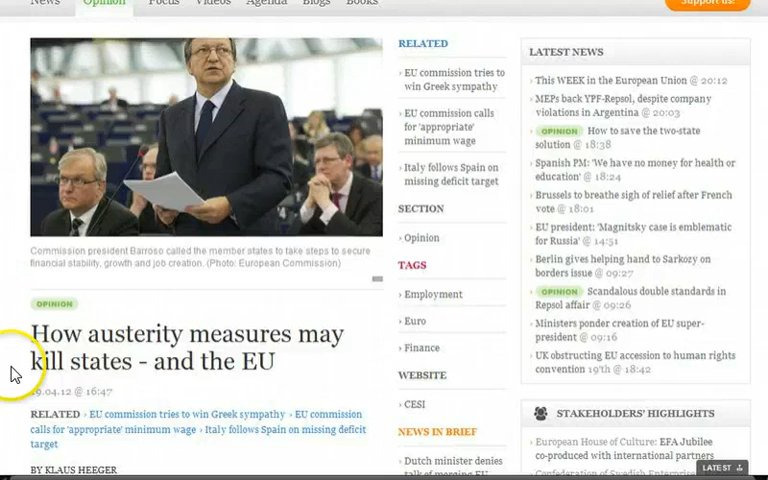 News
Opinion
Focus
Videos
Agenda
Blogs
Books
Support us!
Commission president Barroso called the member states to take steps to secure
financial stability, growth and job creation. (Photo: European Commission)
OPINION
How austerity measures may
kill states - and the EU
19.04.12 @ 16:47
RELATED › EU commission tries to win Greek sympathy › EU commission
calls for 'appropriate' minimum wage › Italy follows Spain on missing deficit
target
BY KLAUS HEEGER
RELATED
› EU commission tries to
win Greek sympathy
› EU commission calls
for 'appropriate'
minimum wage
› Italy follows Spain on
missing deficit target
SECTION
› Opinion
TAGS
› Employment
› Euro
› Finance
WEBSITE
› CESI
NEWS IN BRIEF
› Dutch minister denies
talk of merging EU
LATEST NEWS
› This WEEK in the European Union @ 20:12
› MEPs back YPF-Repsol, despite company
violations in Argentina @ 20:03
› OPINION How to save the two-state
solution @ 18:38
› Spanish PM: 'We have no money for health or
education' @ 18:24
› Brussels to breathe sigh of relief after French
vote @ 18:01
› EU president: 'Magnitsky case is emblematic
for Russia' @ 14:51
› Berlin gives helping hand to Sarkozy on
borders issue @ 09:27
› OPINION Scandalous double standards in
Repsol affair @ 09:26
› Ministers ponder creation of EU super-
president @ 09:16
› UK obstructing EU accession to human rights
convention 19'th @ 18:42
STAKEHOLDERS' HIGHLIGHTS
› European House of Culture: EFA Jubilee
co-produced with international partners
› Confederation of Swedish Enterprise
LATEST